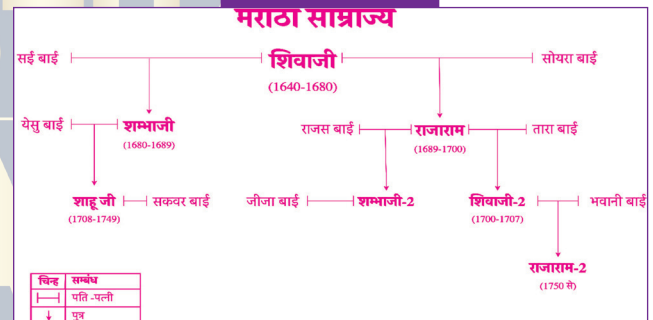 मराठा साम्राज्य
सई बाई शिवाजी सोयरा बाई
(1640-1680)
येसु बाई शम्भाजी राजस बाई राजाराम तारा बाई
(1680-1689) (1689-1700)
शाहू जी सकवर बाई जीजा बाई शम्भाजी-2 शिवाजी-2 भवानी बाई
(1708-1749) (1700-1707)
राजाराम-2
(1750 से)
चिन्ह सम्बंध
पति -पत्नी
पुत्र